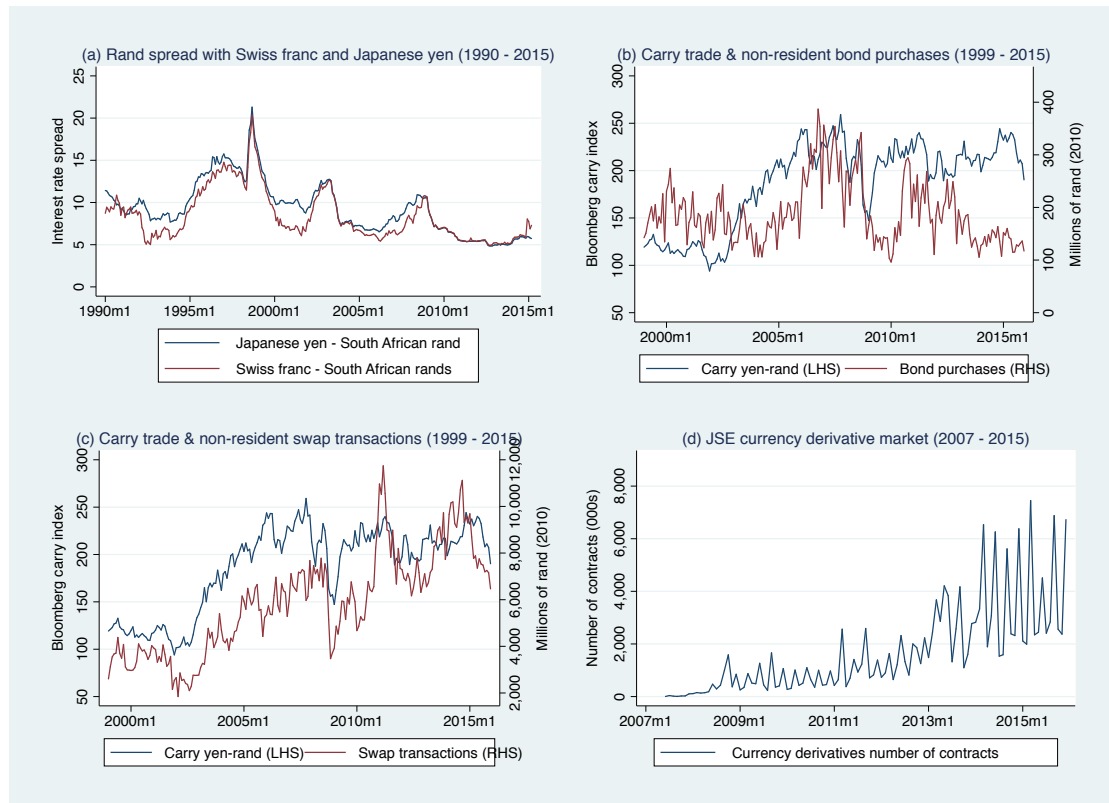 (a) Rand spread with Swiss franc and Japanese yen (1990 - 2015)
Interest rate spread
25
20
15
10
5
0
1990m1 1995m1 2000m1 2005m1 2010m1 2015m1
Japanese yen - South African rand
Swiss franc - South African rands
(b) Carry trade & non-resident bond purchases (1999 - 2015)
Bloomberg carry index
300
250
200
150
100
50
400
300
200
100
0
Millions of rand (2010)
2000m1 2005m1 2010m1 2015m1
Carry yen-rand (LHS) Bond purchases (RHS)
(c) Carry trade & non-resident swap transactions (1999 - 2015)
Bloomberg carry index
300
250
200
150
100
50
12,000
10,000
8,000
6,000
4,000
2,000
Millions of rand (2010)
2000m1 2005m1 2010m1 2015m1
Carry yen-rand (LHS) Swap transactions (RHS)
(d) JSE currency derivative market (2007 - 2015)
Number of contracts (000s)
8,000
6,000
4,000
2,000
0
2007m1 2009m1 2011m1 2013m1 2015m1
Currency derivatives number of contracts